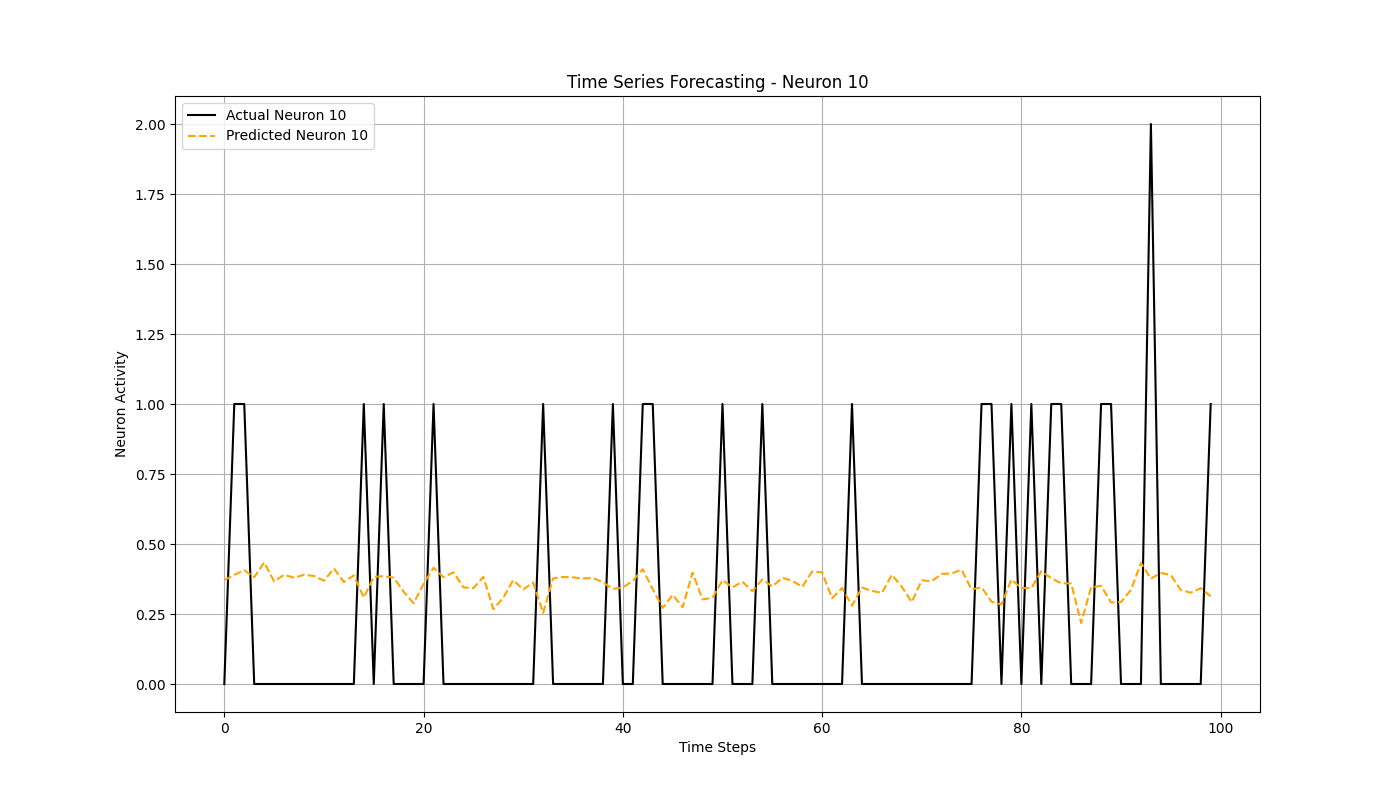 Time Series Forecasting - Neuron 10
Actual Neuron 10
Predicted Neuron 10
Neuron Activity
2.00
1.75
1.50
1.25
1.00
0.75
0.50
0.25
0.00
0 20 40 60 80 100
Time Steps